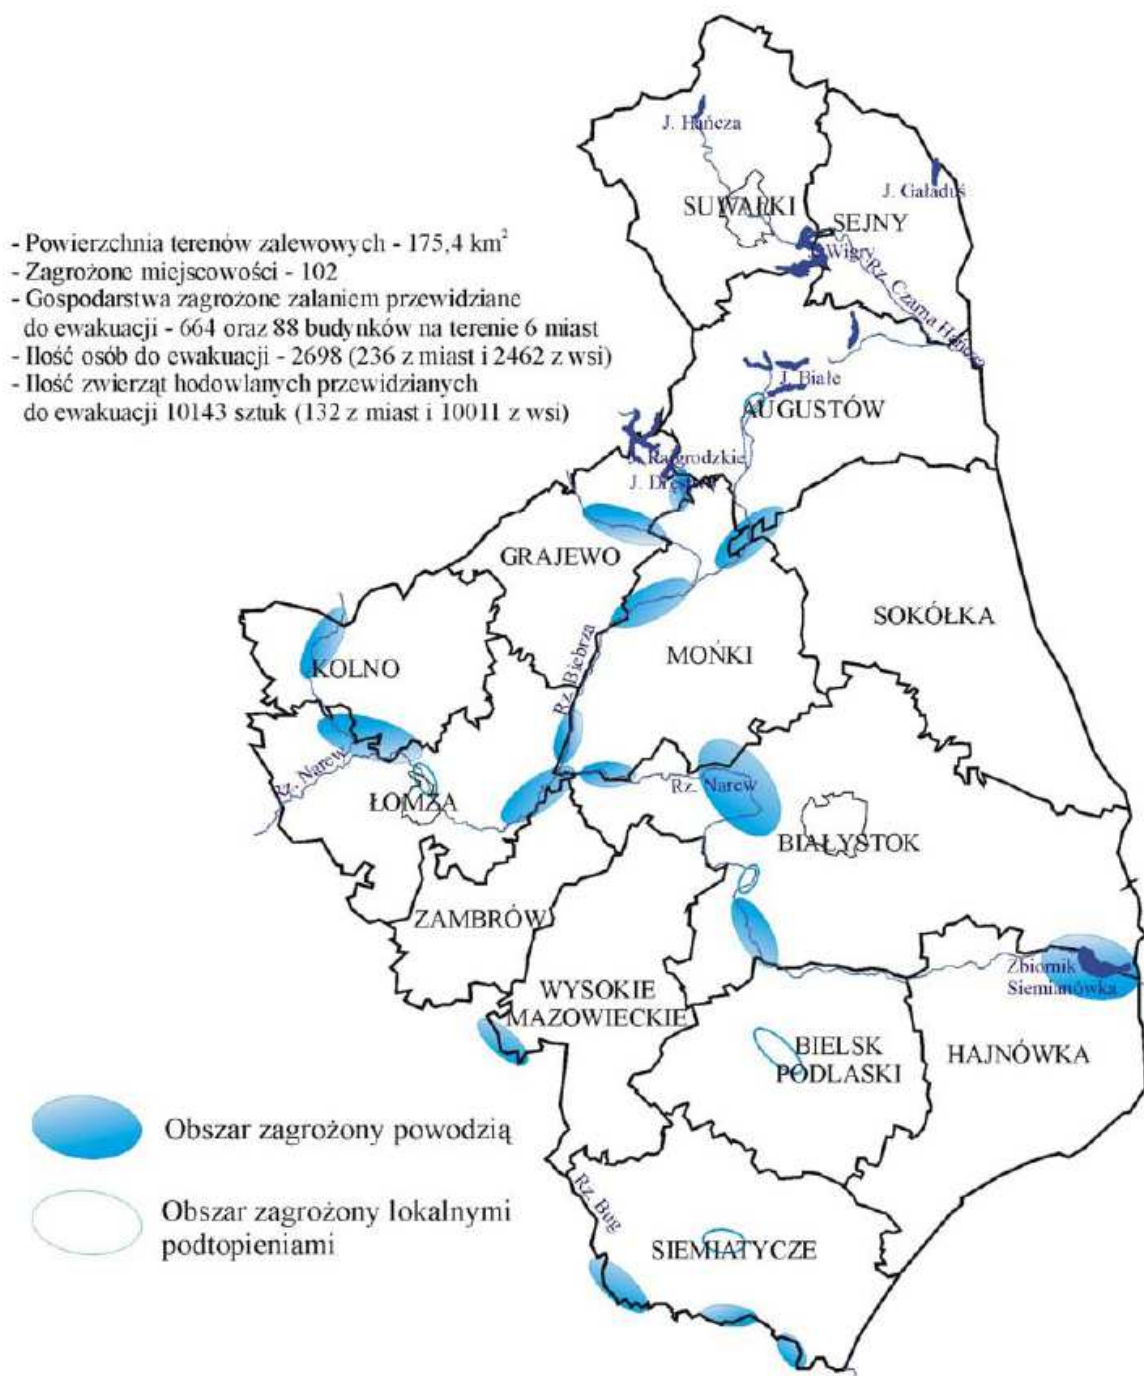 J. Hańcza
J. Gaładuś
SUWAŁKI
SEJNY
- Powierzchnia terenów zalewowych - 175,4 km²
- Zagrożone miejscowości - 102
- Gospodarstwa zagrożone zalaniem przewidziane
do ewakuacji - 664 oraz 88 budynków na terenie 6 miast
- Ilość osób do ewakuacji - 2698 (236 z miast i 2462 z wsi)
- Ilość zwierząt hodowlanych przewidzianych
do ewakuacji 10143 sztuk (132 z miast i 10011 z wsi)
J. Wigry
Rz. Czarna Hańcza
J. Białe
AUGUSTÓW
J. Rajgrodzkie
J. Dręstwo
GRAJEWO
SOKÓŁKA
KOLNO
MOŃKI
Rz. Biebrza
Rz. Narew
ŁOMŻA
Rz. Narew
BIAŁYSTOK
ZAMBRÓW
WYSOKIE
MAZOWIECKIE
Zbiornik
Siemianówka
BIELSK
PODLASKI
HAJNÓWKA
Obszar zagrożony powodzią
Rz. Bug
Obszar zagrożony lokalnymi
podtopieniami
SIEMIATYCZE